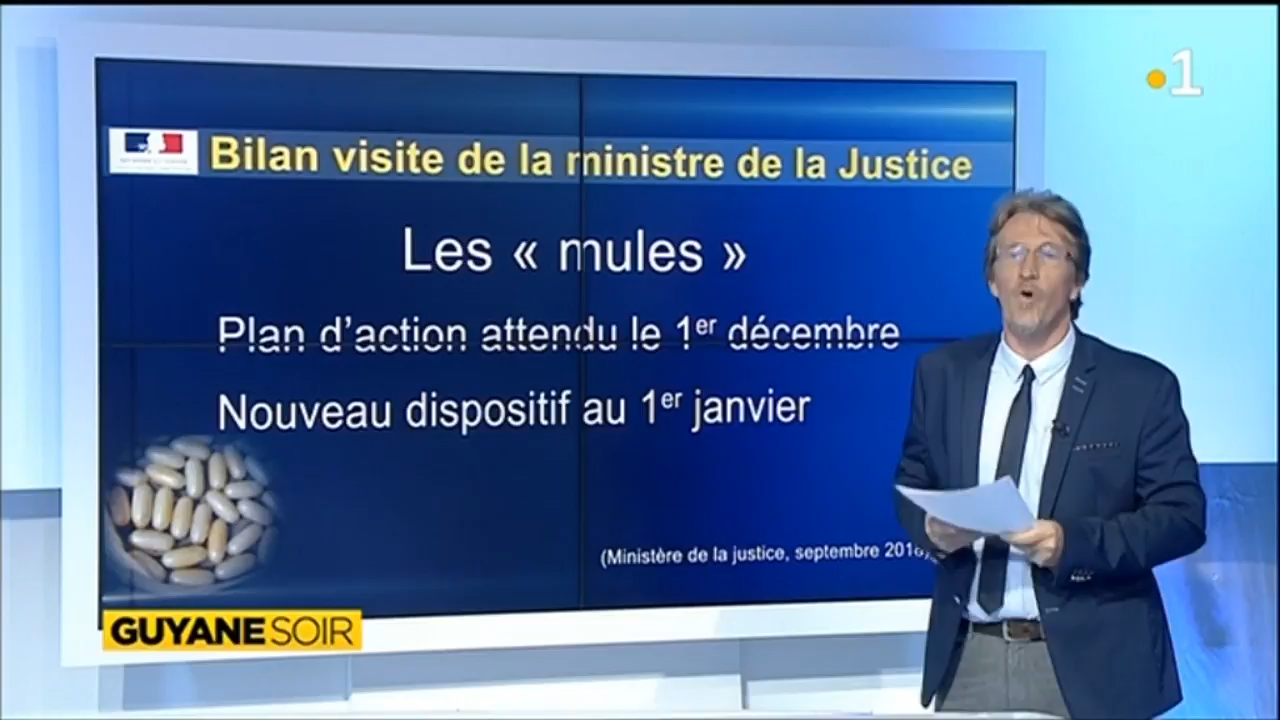 1
Bilan visite de la ministre de la Justice
Les « mules »
Plan d'action attendu le 1er décembre
Nouveau dispositif au 1er janvier
(Ministère de la justice, septembre 2018)
GUYANE SOIR